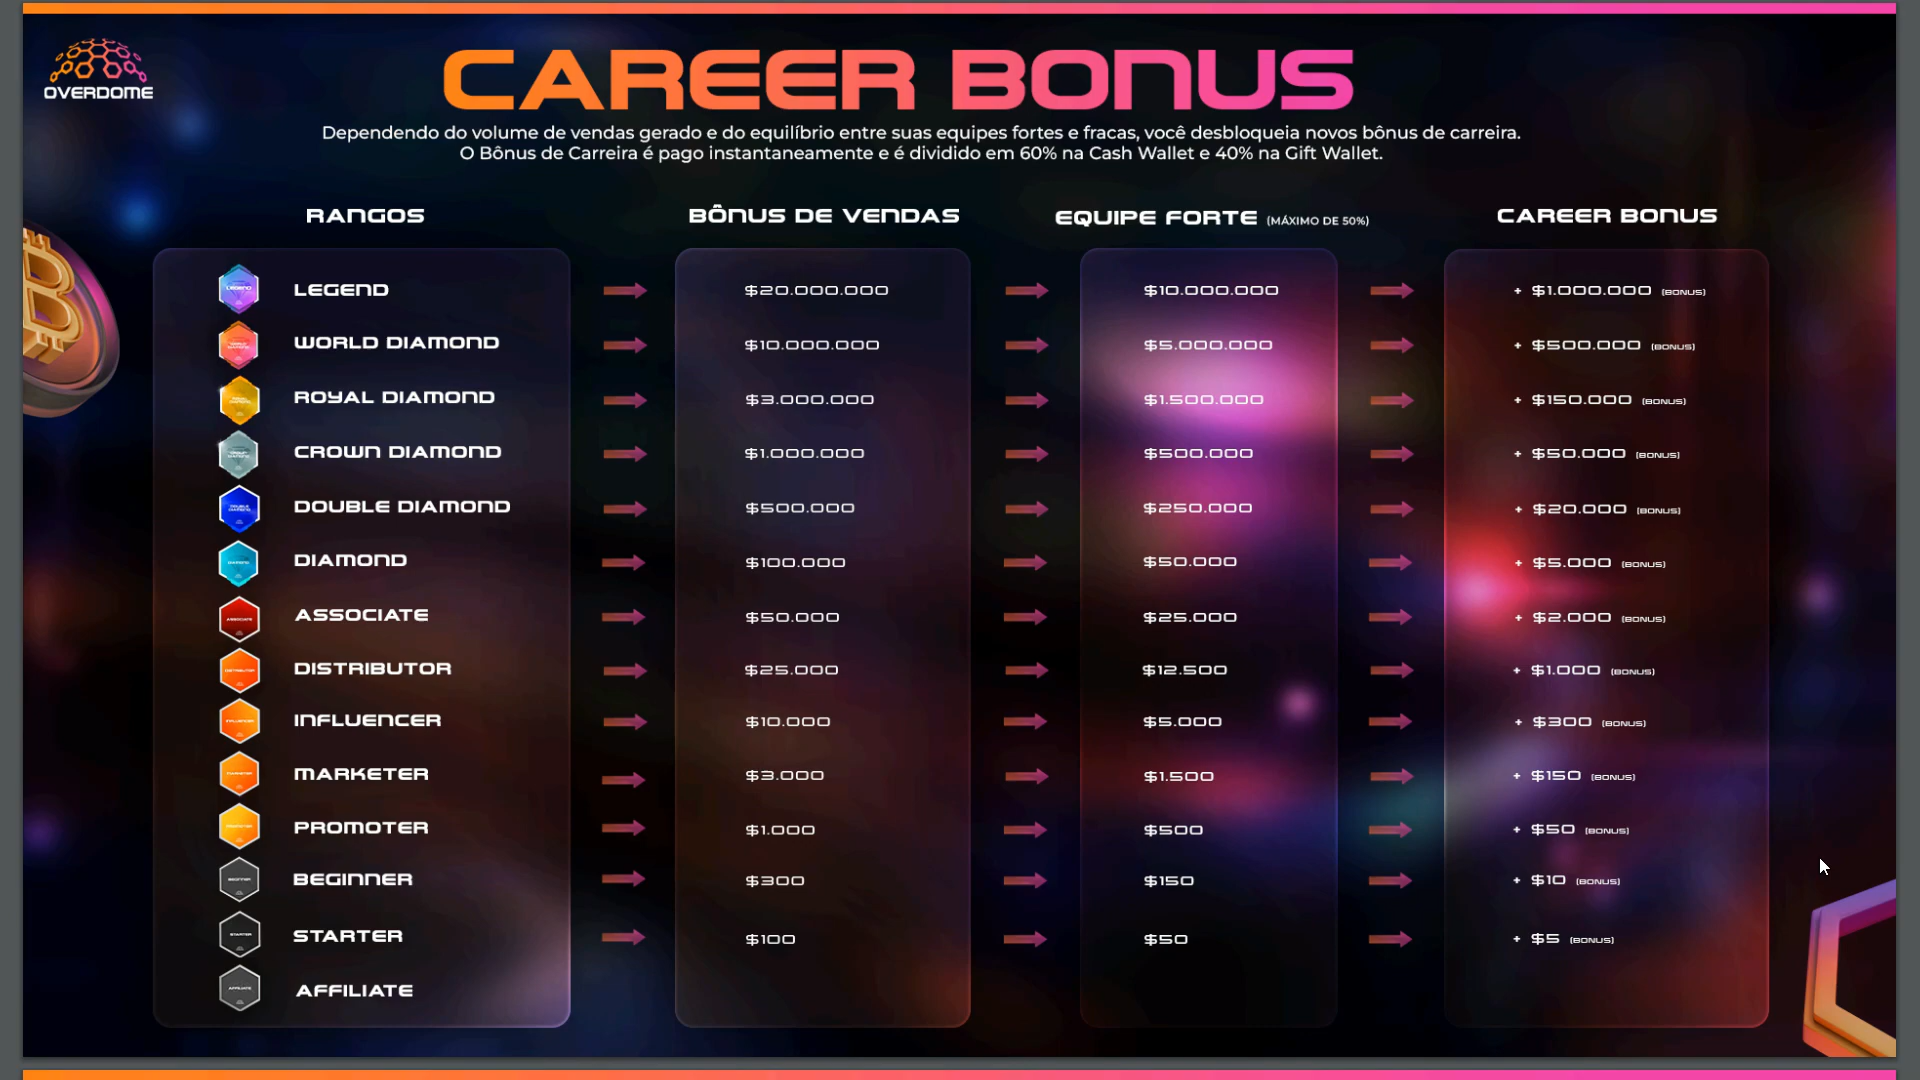 OVERDOME
CAREER BONUS
Dependendo do volume de vendas gerado e do equilíbrio entre suas equipes fortes e fracas, você desbloqueia novos bônus de carreira.
O Bônus de Carreira é pago instantaneamente e é dividido em 60% na Cash Wallet e 40% na Gift Wallet.
RANGOS BÔNUS DE VENDAS EQUIPE FORTE (MÁXIMO DE 50%) CAREER BONUS
LEGEND $20.000.000 $10.000.000 + $1.000.000 (BONUS)
WORLD DIAMOND $10.000.000 $5.000.000 + $500.000 (BONUS)
ROYAL DIAMOND $3.000.000 $1.500.000 + $150.000 (BONUS)
CROWN DIAMOND $1.000.000 $500.000 + $50.000 (BONUS)
DOUBLE DIAMOND $500.000 $250.000 + $20.000 (BONUS)
DIAMOND $100.000 $50.000 + $5.000 (BONUS)
ASSOCIATE $50.000 $25.000 + $2.000 (BONUS)
DISTRIBUTOR $25.000 $12.500 + $1.000 (BONUS)
INFLUENCER $10.000 $5.000 + $300 (BONUS)
MARKETER $3.000 $1.500 + $150 (BONUS)
PROMOTER $1.000 $500 + $50 (BONUS)
BEGINNER $300 $150 + $10 (BONUS)
STARTER $100 $50 + $5 (BONUS)
AFFILIATE